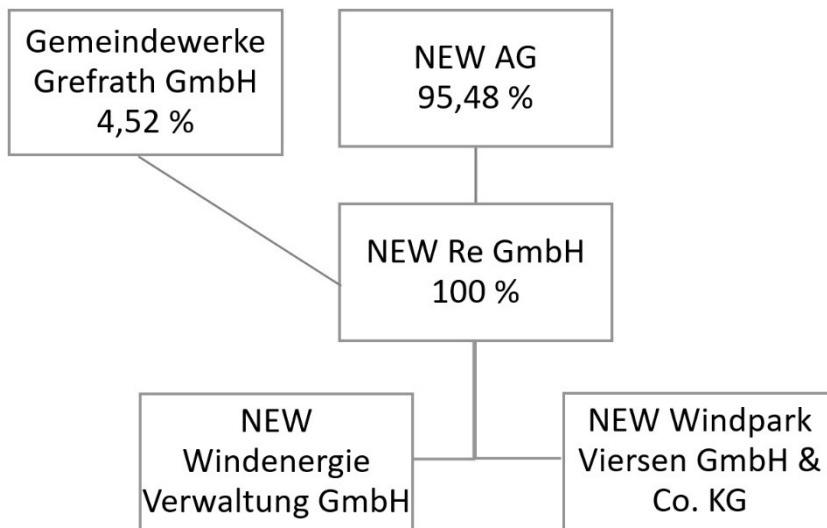 Gemeindewerke
Grefrath GmbH
4,52 %
NEW AG
95,48 %
NEW Re GmbH
100 %
NEW
Windenergie
Verwaltung GmbH
NEW Windpark
Viersen GmbH &
Co. KG